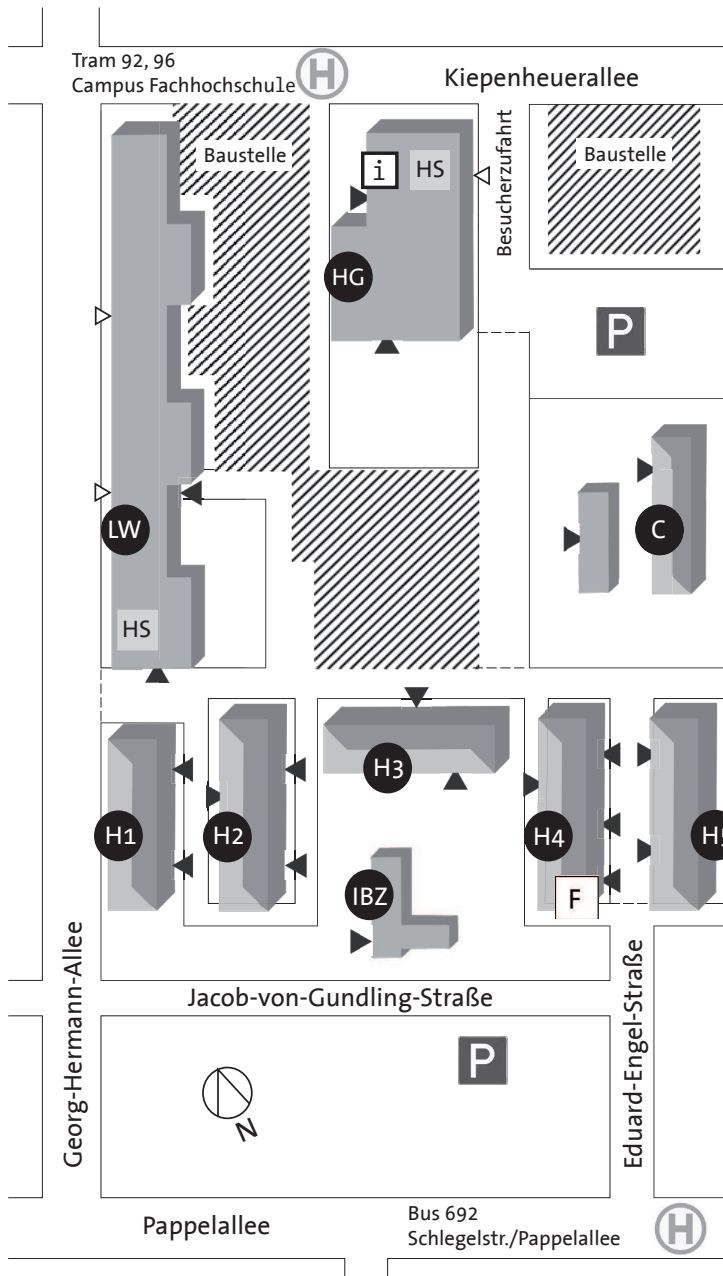 Tram 92, 96
Campus Fachhochschule
H
Kiepenheuerallee
Baustelle
i
HS
Besucherzufahrt
Baustelle
HG
P
LW
C
HS
H1
H2
H3
H4
H5
IBZ
F
Georg-Hermann-Allee
Jacob-von-Gundling-Straße
Eduard-Engel-Straße
P
N
Pappelallee
Bus 692
Schlegelstr./Pappelallee
H